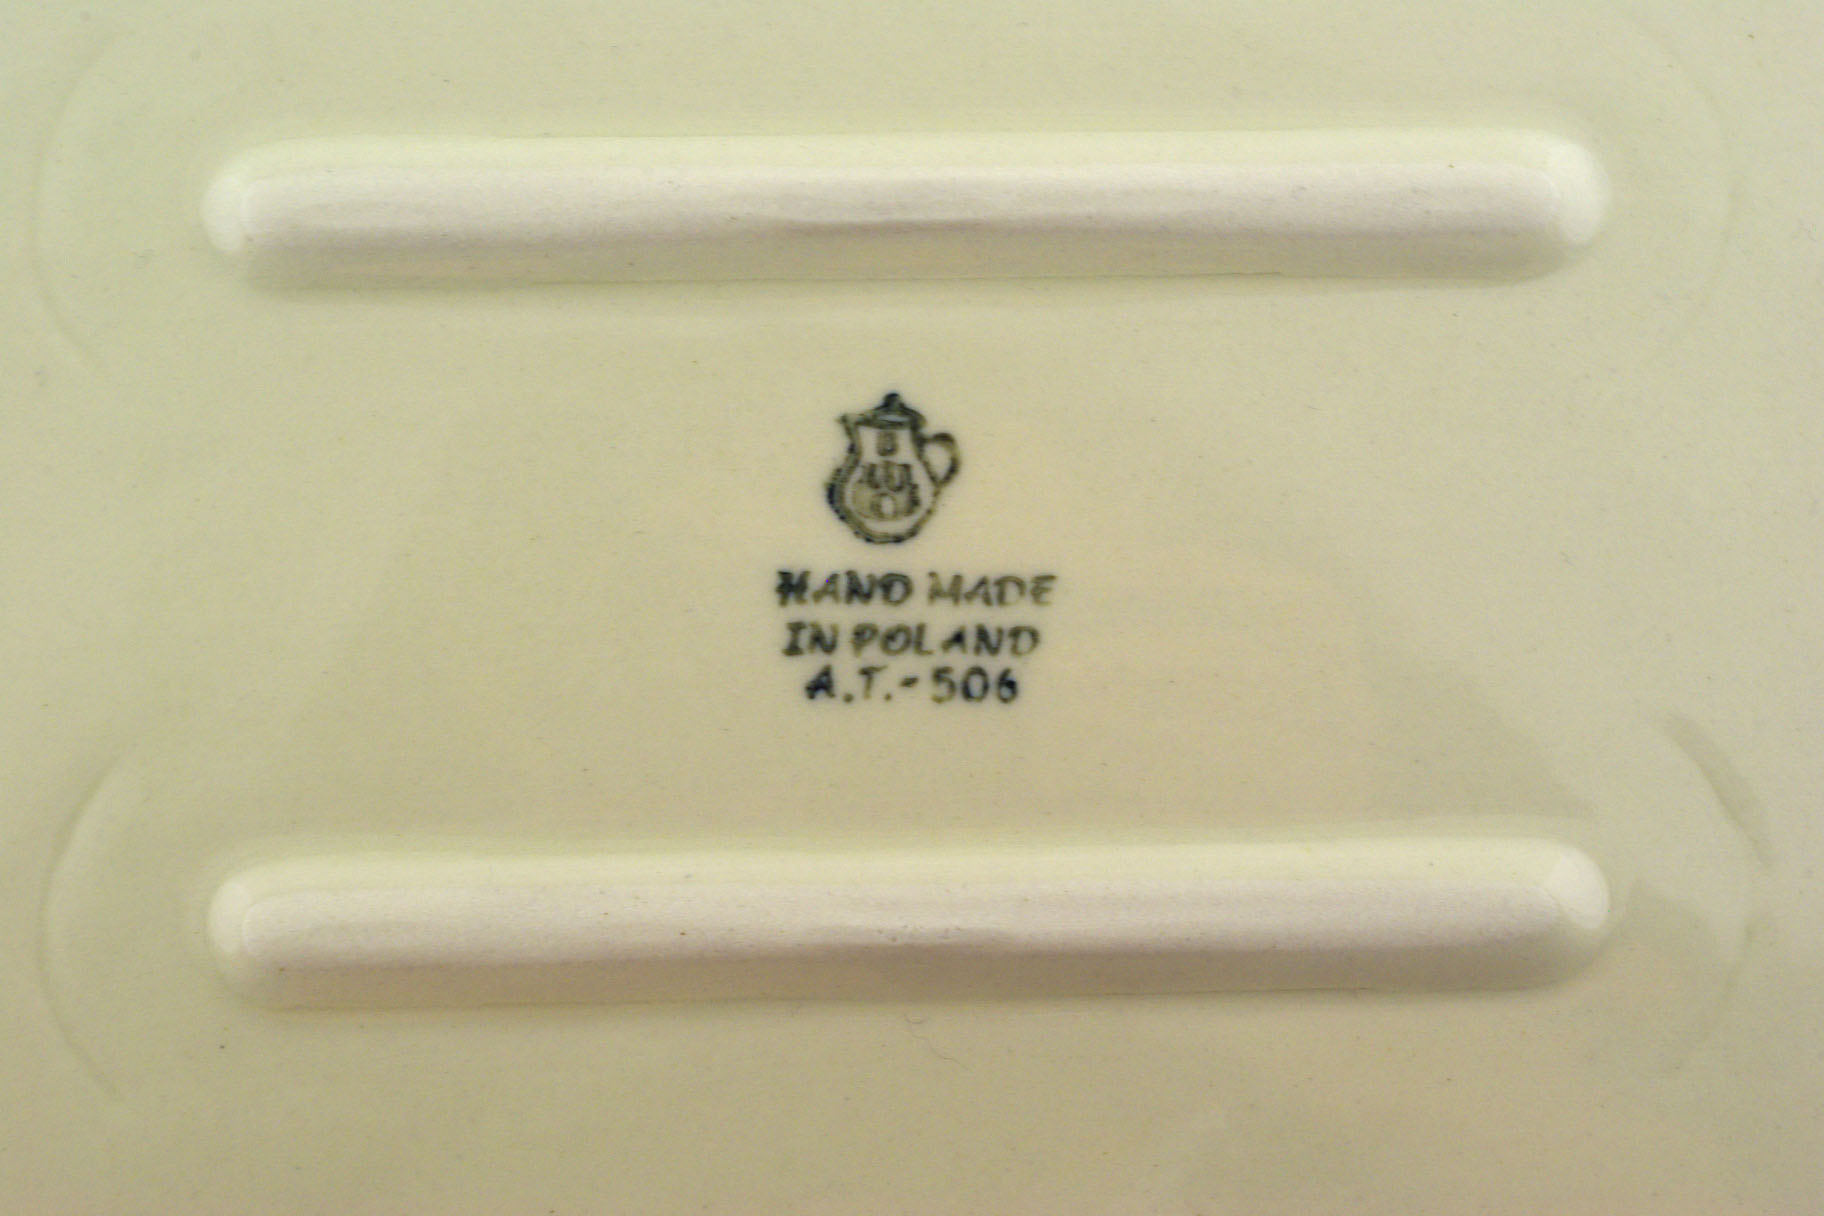 HAND MADE
IN POLAND
A.T.-506